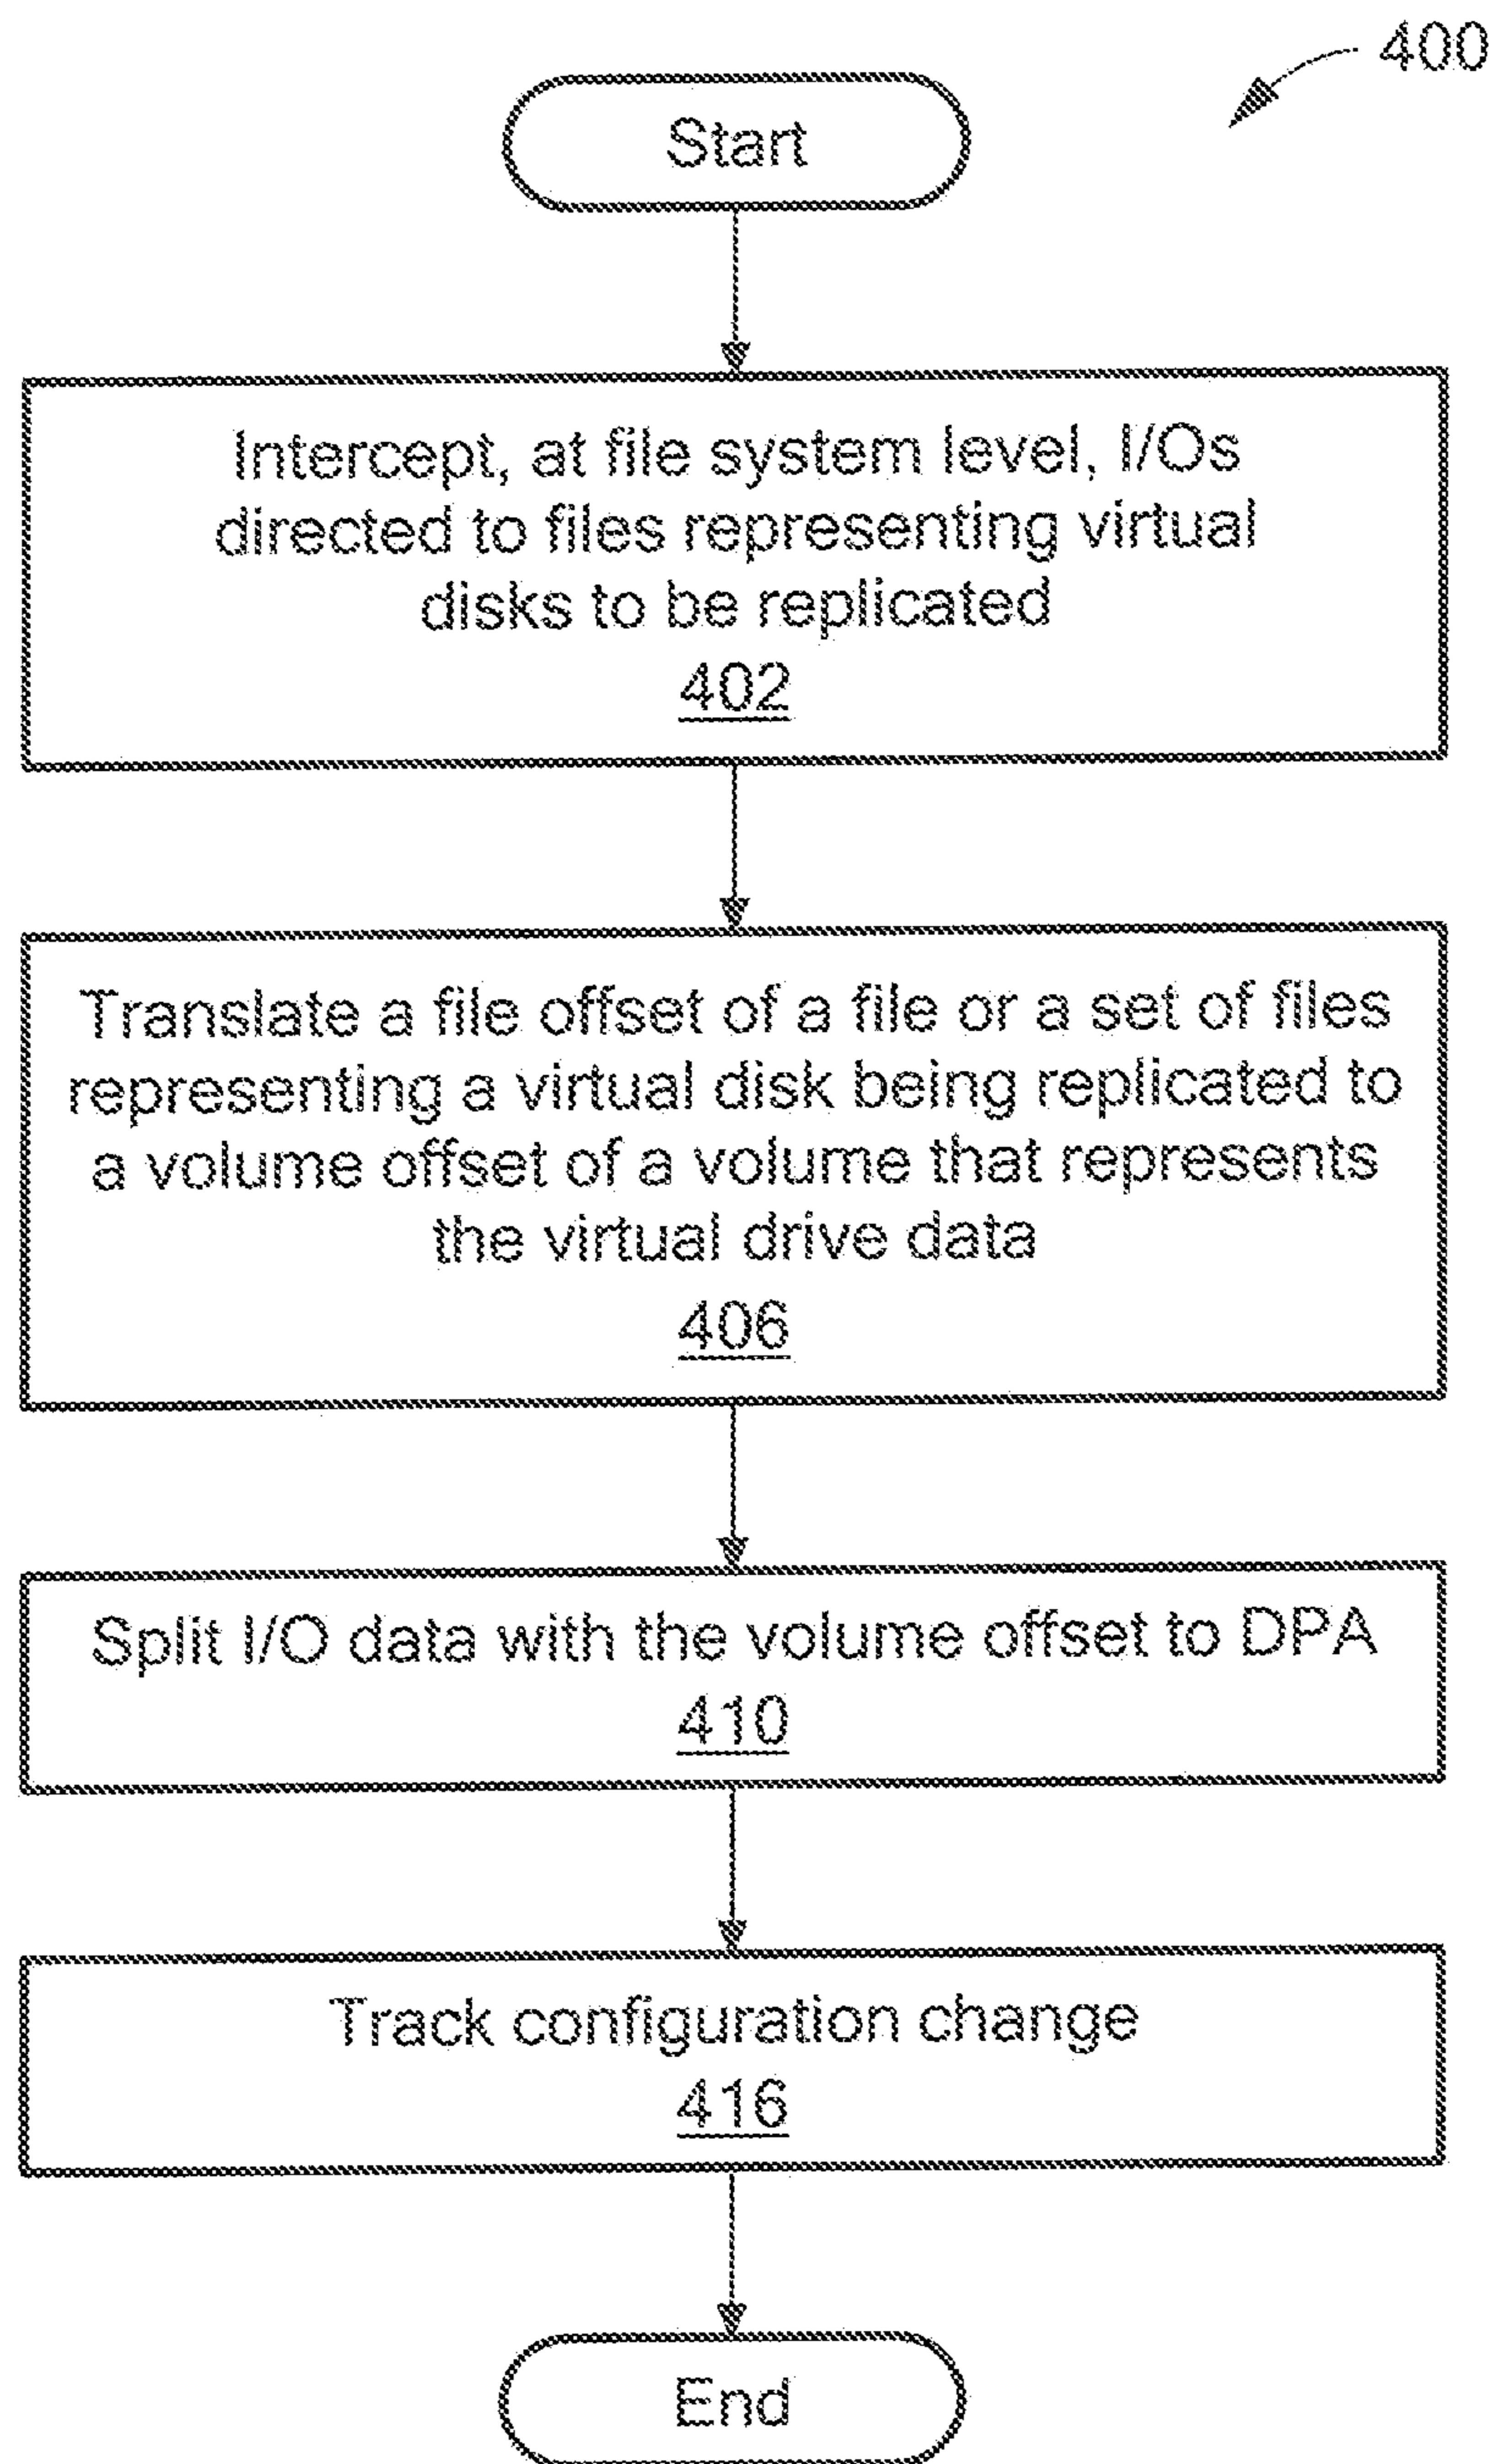 400
Start
Intercept, at file system level, I/Os
directed to files representing virtual
disks to be replicated
402
Translate a file offset of a file or a set of files
representing a virtual disk being replicated to
a volume offset of a volume that represents
the virtual drive data
406
Split I/O data with the volume offset to DPA
410
Track configuration change
416
End